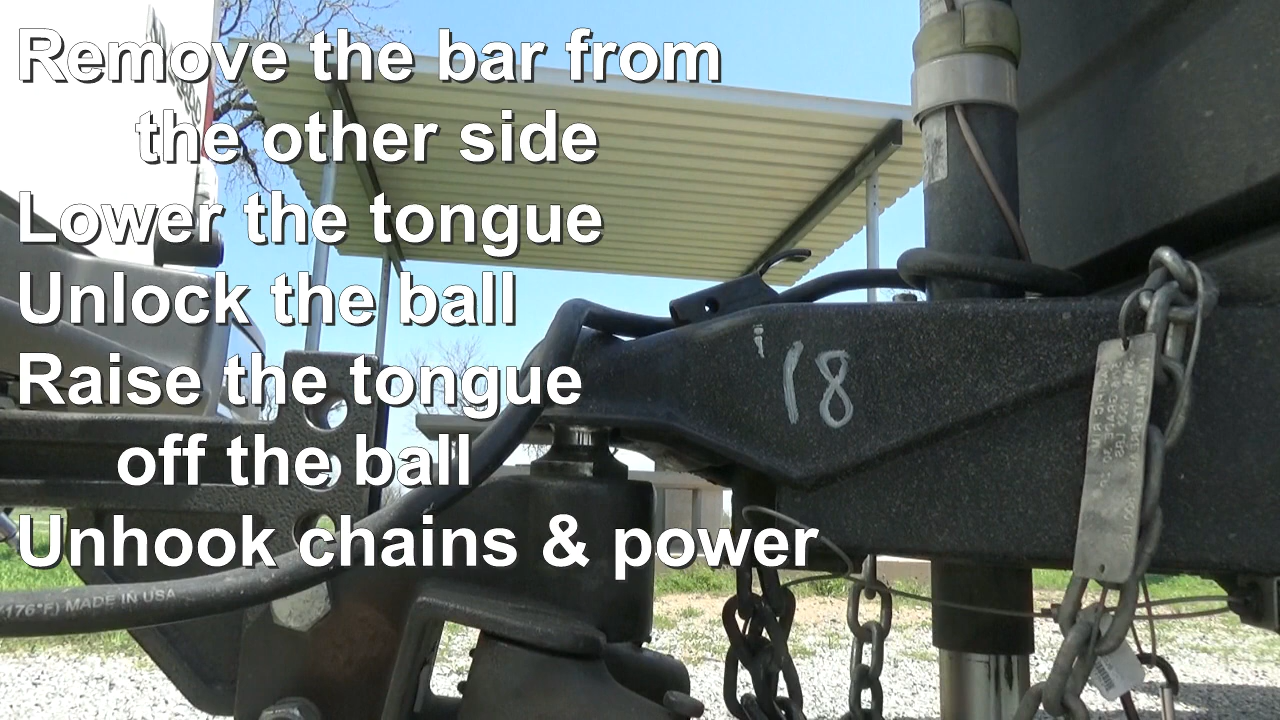 Remove the bar from
the other side
Lower the tongue
Unlock the ball
Raise the tongue
off the ball
Unhook chains & power
'18
176°F) MADE IN USA